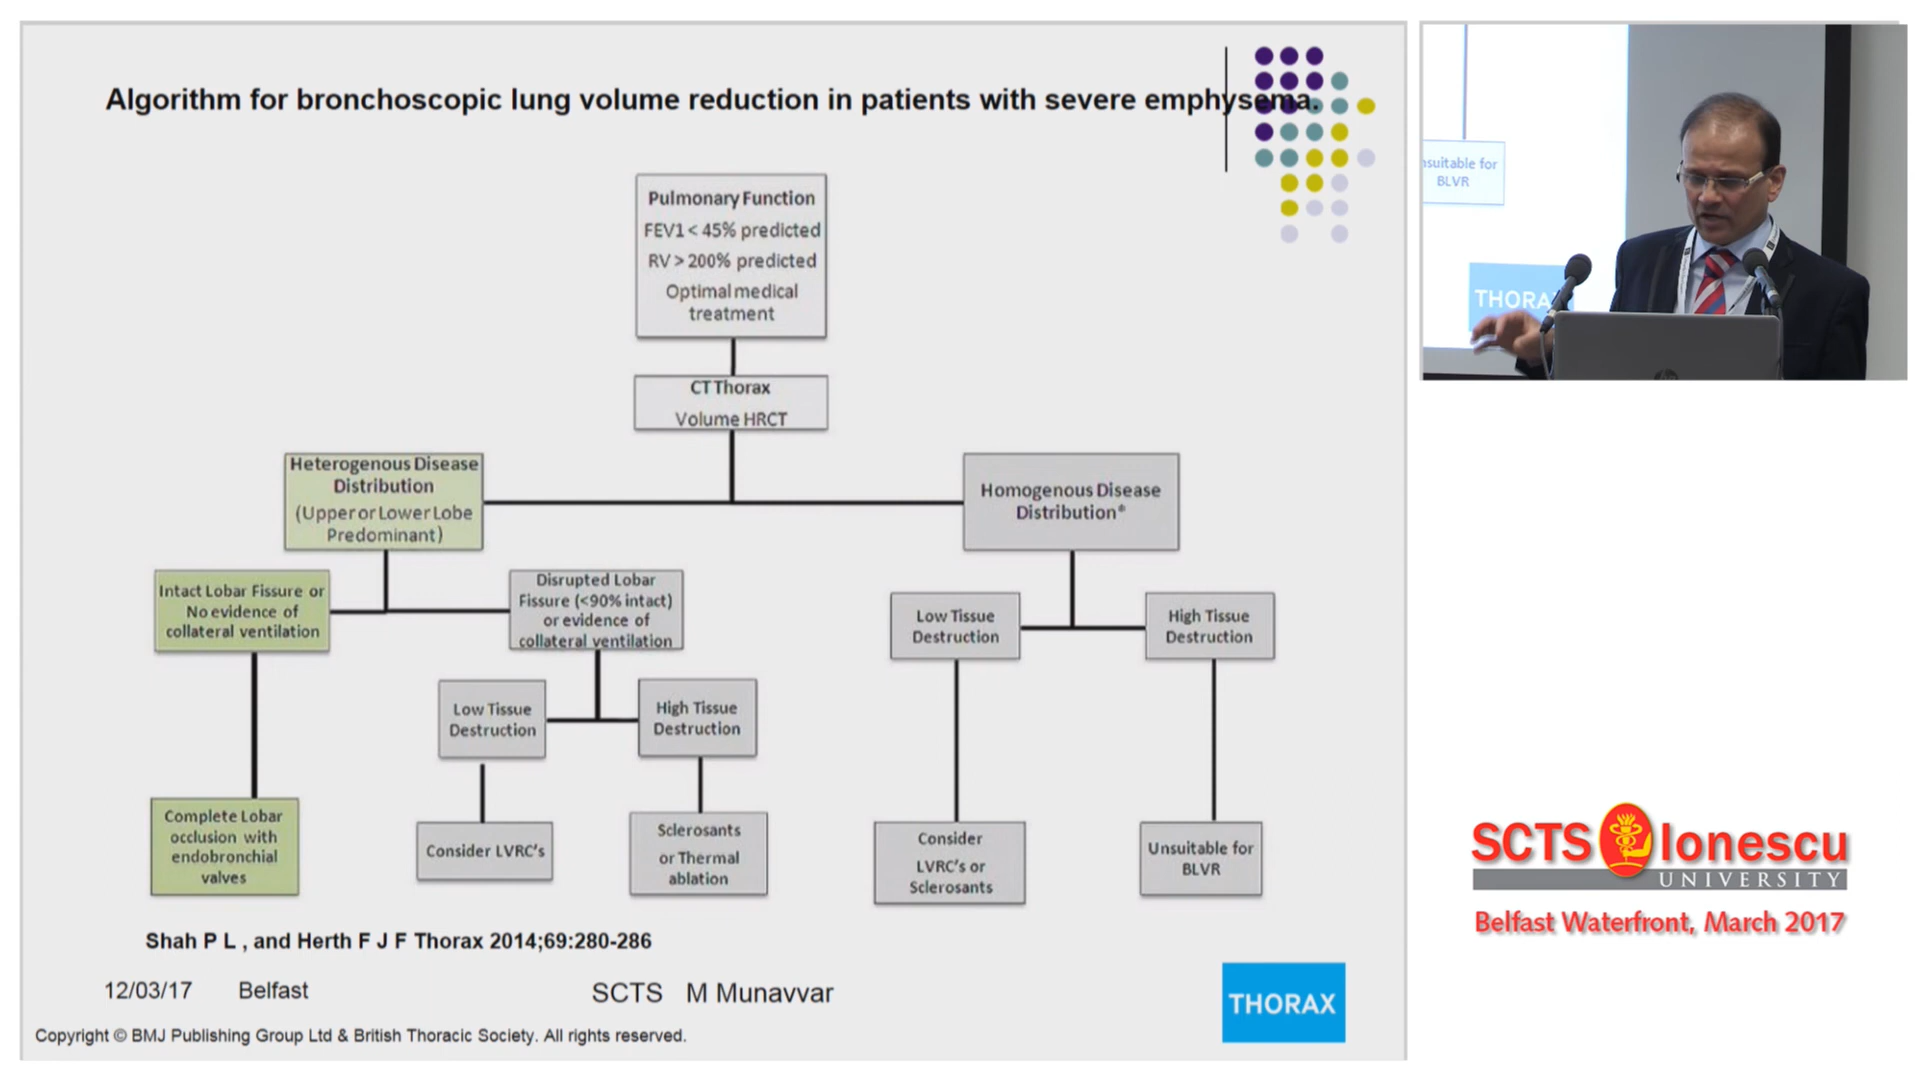 Algorithm for bronchoscopic lung volume reduction in patients with severe emphysema.
Pulmonary Function
FEV1 < 45% predicted
RV > 200% predicted
Optimal medical
treatment
CT Thorax
Volume HRCT
Heterogenous Disease
Distribution
(Upper or Lower Lobe
Predominant)
Homogenous Disease
Distribution*
Intact Lobar Fissure or
No evidence of
collateral ventilation
Disrupted Lobar
Fissure (<90% intact)
or evidence of
collateral ventilation
Low Tissue
Destruction
High Tissue
Destruction
Low Tissue
Destruction
High Tissue
Destruction
Complete Lobar
occlusion with
endobronchial
valves
Consider LVRC's
Sclerosants
or Thermal
ablation
Consider
LVRC's or
Sclerosants
Unsuitable for
BLVR
Shah P L , and Herth F J F Thorax 2014;69:280-286
12/03/17 Belfast SCTS M Munavvar
THORAX
Copyright © BMJ Publishing Group Ltd & British Thoracic Society. All rights reserved.
nsuitable for
BLVR
THORA
SCTS Ionescu
UNIVERSITY
Belfast Waterfront, March 2017